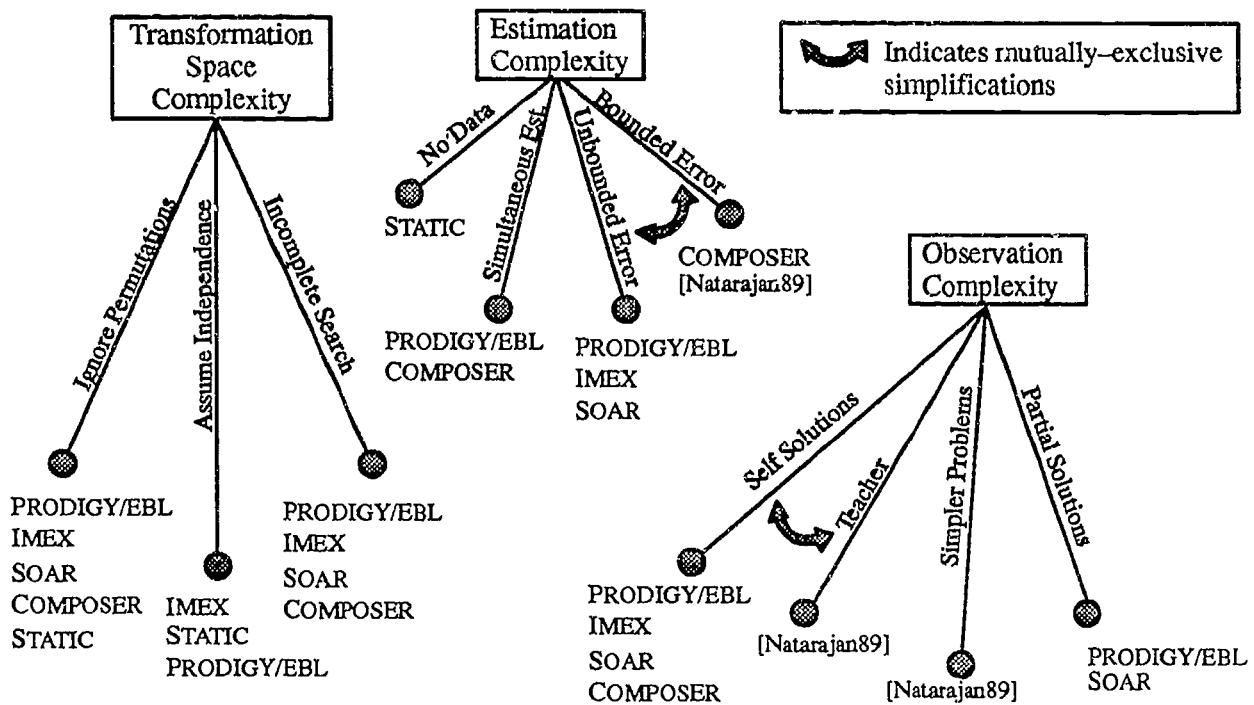 Transformation
Space
Complexity
Ignore Permutations
Assume Independence
Incomplete Search
PRODIGY/EBL
IMEX
SOAR
COMPOSER
STATIC
IMEX
STATIC
PRODIGY/EBL
PRODIGY/EBL
IMEX
SOAR
COMPOSER
Estimation
Complexity
No Data
Simultaneous Est.
Unbounded Error
Bounded Error
STATIC
PRODIGY/EBL
COMPOSER
PRODIGY/EBL
IMEX
SOAR
COMPOSER
[Natarajan89]
Indicates mutually-exclusive
simplifications
Observation
Complexity
Self Solutions
Teacher
Simpler Problems
Partial Solutions
PRODIGY/EBL
IMEX
SOAR
COMPOSER
[Natarajan89]
[Natarajan89]
PRODIGY/EBL
SOAR